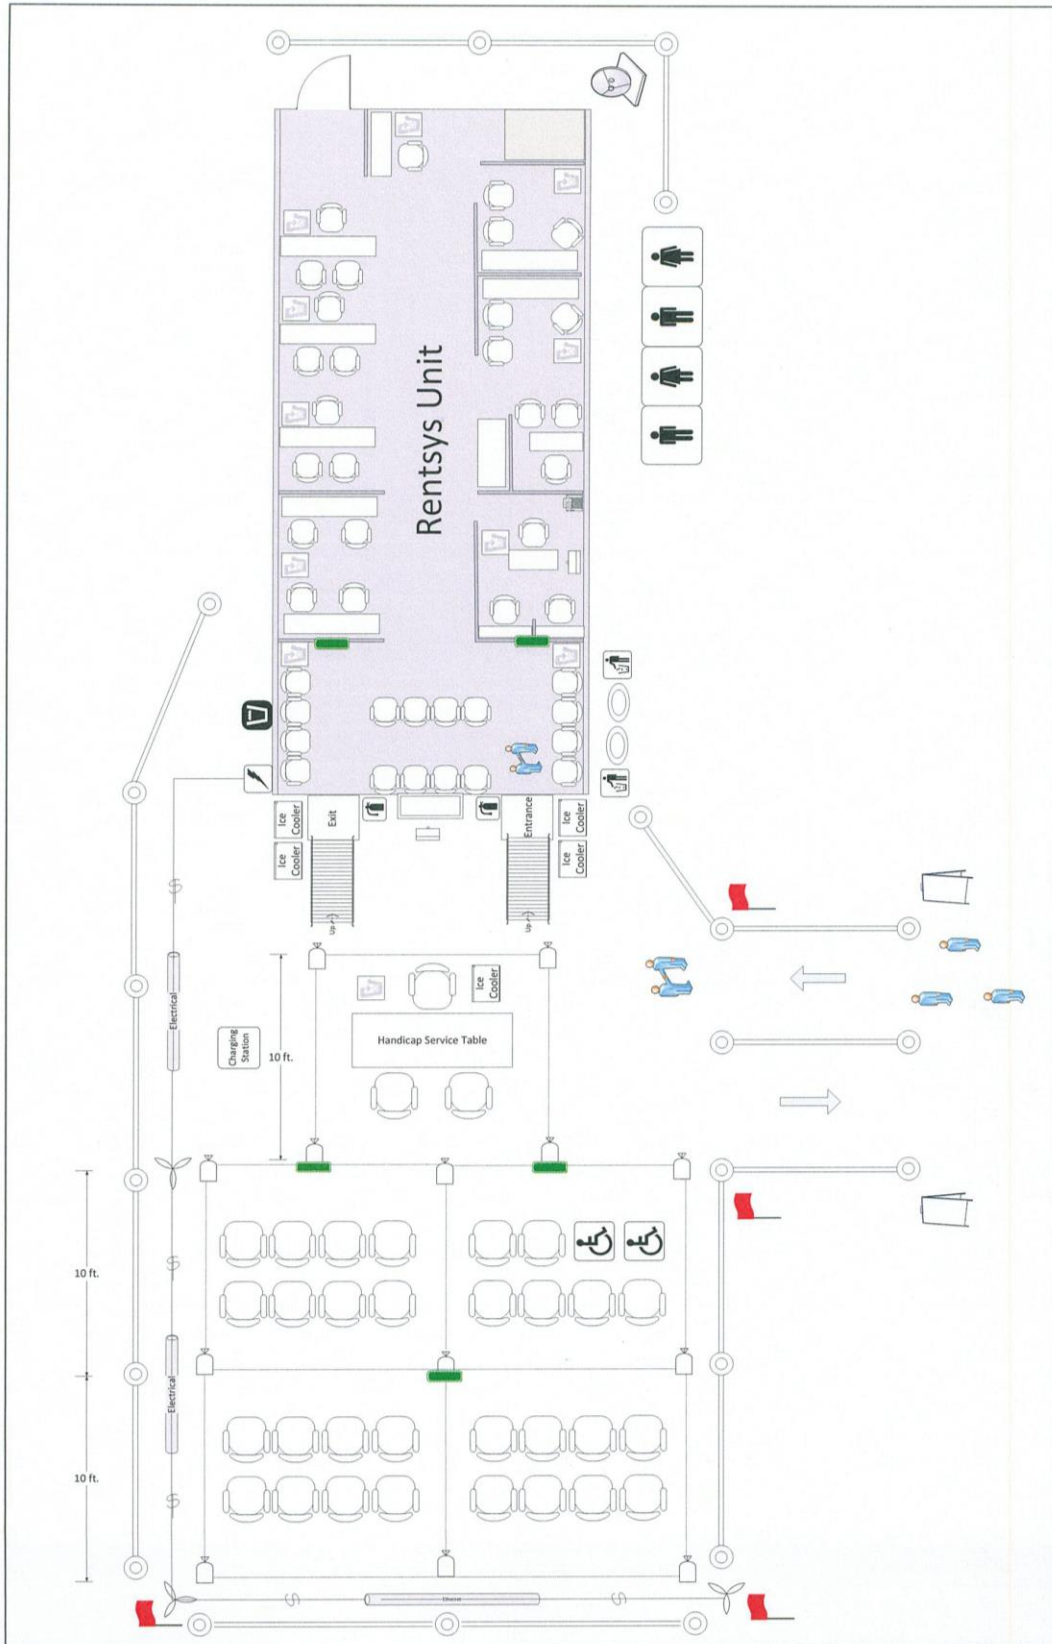 Rentsys Unit
Ice
Cooler
Ice
Cooler
Exit
Entrance
Ice
Cooler
Ice
Cooler
Up
Up
Electrical
Charging
Station
10 ft.
Ice
Cooler
Handicap Service Table
10 ft.
Electrical
10 ft.